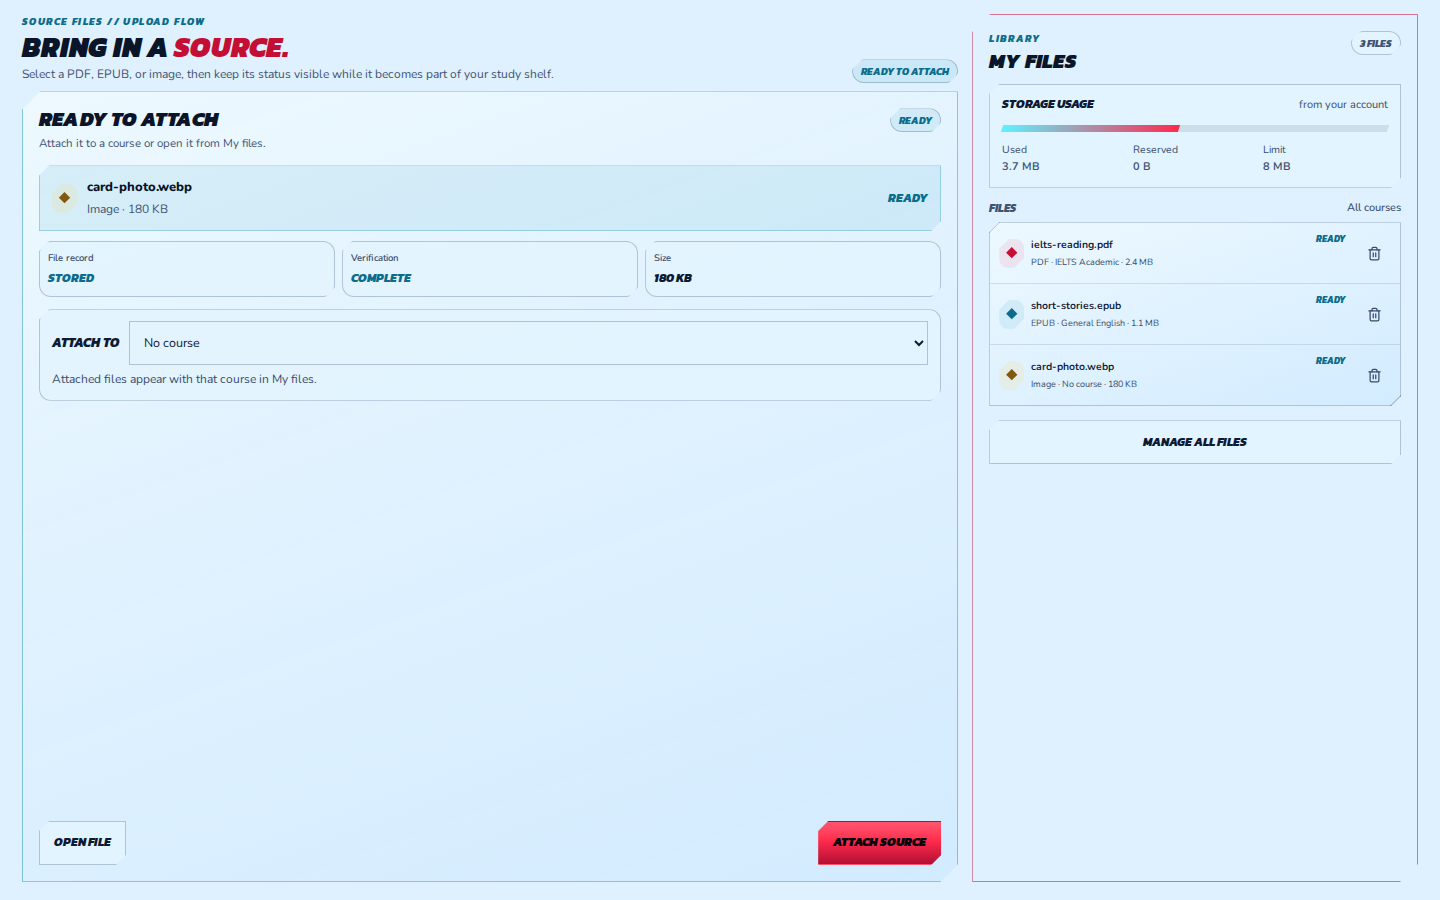 SOURCE FILES // UPLOAD FLOW
BRING IN A SOURCE.
Select a PDF, EPUB, or image, then keep its status visible while it becomes part of your study shelf.
READY TO ATTACH
READY TO ATTACH
READY
Attach it to a course or open it from My files.
card-photo.webp
Image · 180 KB
READY
File record
STORED
Verification
COMPLETE
Size
180 KB
ATTACH TO
No course
Attached files appear with that course in My files.
OPEN FILE
ATTACH SOURCE
LIBRARY
MY FILES
3 FILES
STORAGE USAGE
from your account
Used
Reserved
Limit
3.7 MB
0 B
8 MB
FILES
All courses
ielts-reading.pdf
READY
PDF · IELTS Academic · 2.4 MB
short-stories.epub
READY
EPUB · General English · 1.1 MB
card-photo.webp
READY
Image · No course · 180 KB
MANAGE ALL FILES